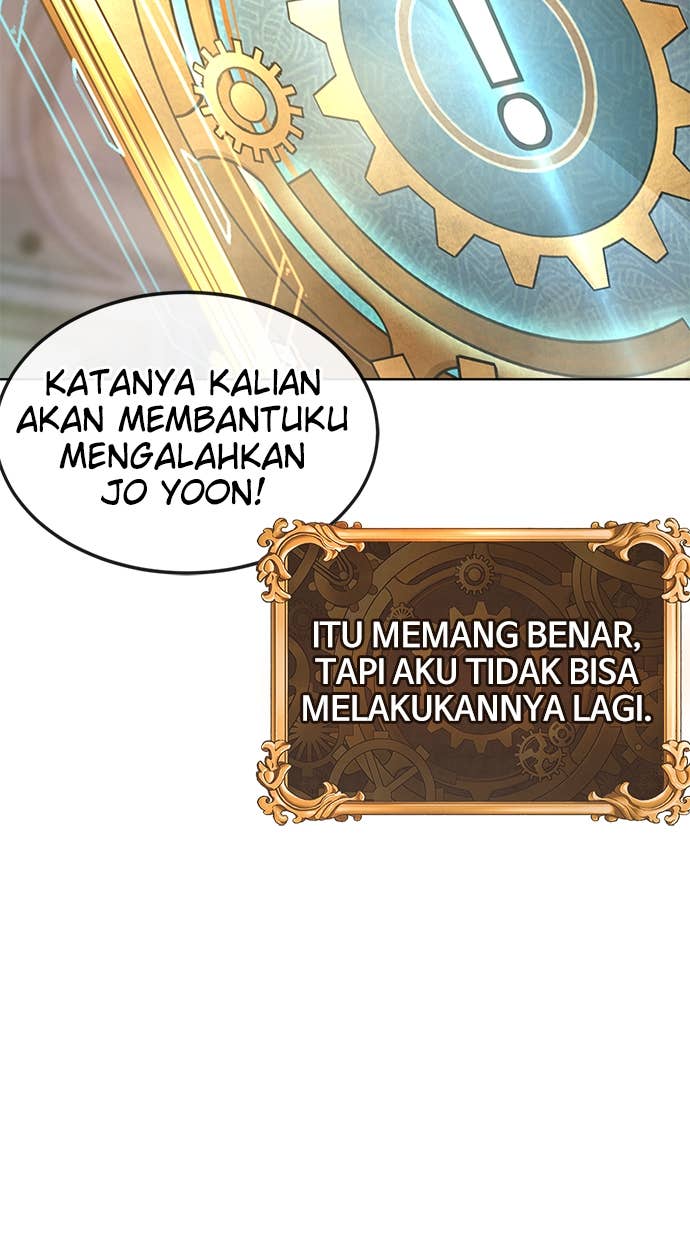 KATANYA KALIAN
AKAN MEMBANTUKU
MENGALAHKAN
JO YOON!
ITU MEMANG BENAR,
TAPI AKU TIDAK BISA
MELAKUKANNYA LAGI.